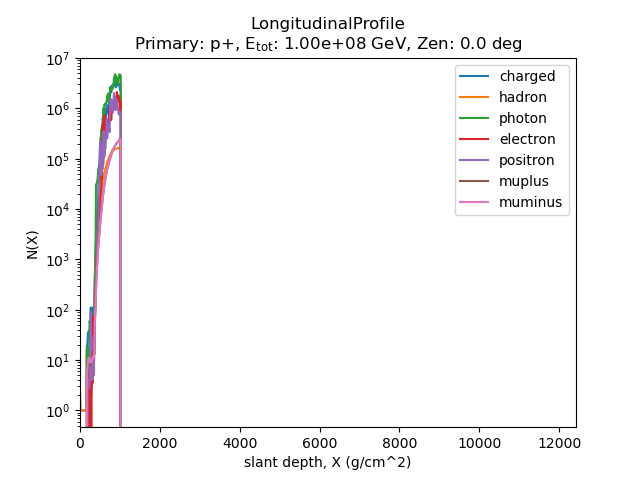 LongitudinalProfile
Primary: p+, E_tot: 1.00e+08 GeV, Zen: 0.0 deg
10^7
10^6
10^5
10^4
10^3
10^2
10^1
10^0
N(X)
charged
hadron
photon
electron
positron
muplus
muminus
0 2000 4000 6000 8000 10000 12000
slant depth, X (g/cm^2)